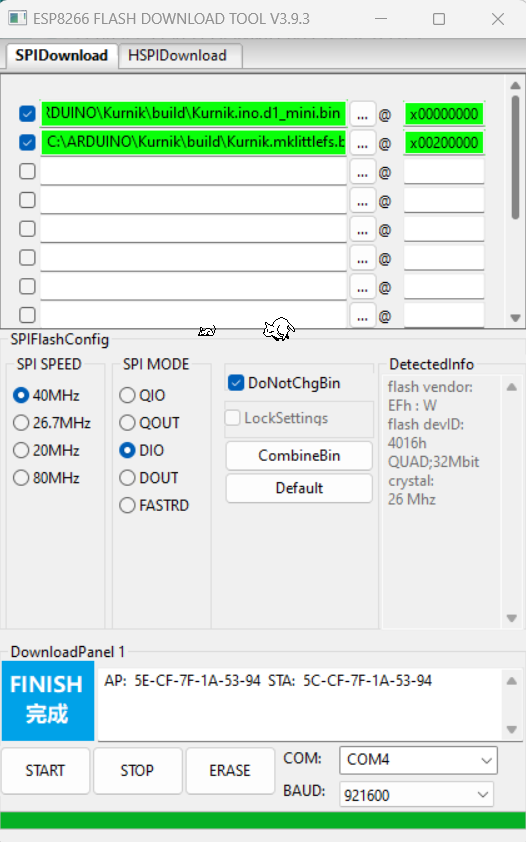 ESP8266 FLASH DOWNLOAD TOOL V3.9.3
SPIDownload HSPIDownload
RDUINO\Kurnik\build\Kurnik.ino.d1_mini.bin ... @ x00000000
C:\ARDUINO\Kurnik\build\Kurnik.mklittlefs.b ... @ x00200000
... @
... @
... @
... @
... @
... @
SPIFlashConfig
SPI SPEED
40MHz
26.7MHz
20MHz
80MHz
SPI MODE
QIO
QOUT
DIO
DOUT
FASTRD
DoNotChgBin
LockSettings
CombineBin
Default
DetectedInfo
flash vendor:
EFh : W
flash devID:
4016h
QUAD;32Mbit
crystal:
26 Mhz
DownloadPanel 1
FINISH
完成
AP: 5E-CF-7F-1A-53-94 STA: 5C-CF-7F-1A-53-94
START STOP ERASE
COM: COM4
BAUD: 921600